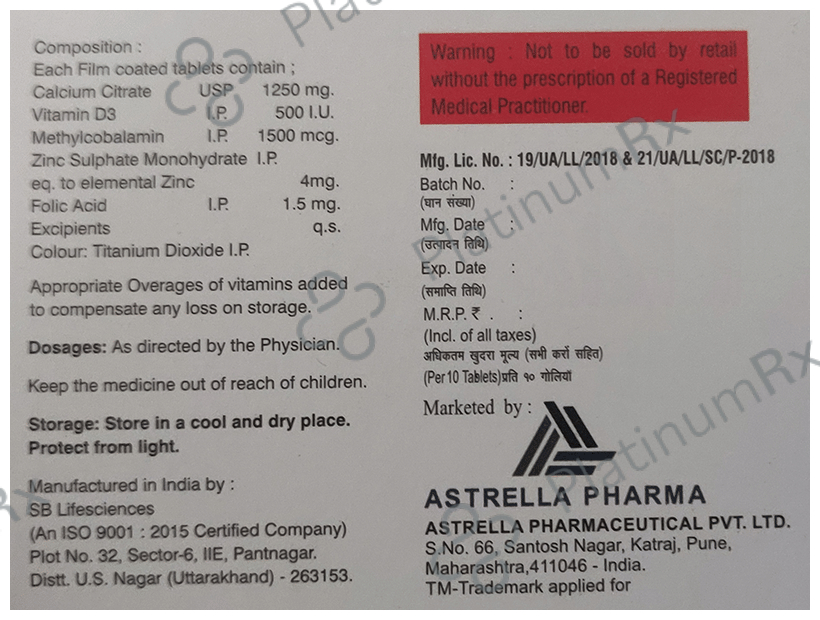 Composition :
Each Film coated tablets contain ;
Calcium Citrate USP 1250 mg.
Vitamin D3 I.P. 500 I.U.
Methylcobalamin I.P. 1500 mcg.
Zinc Sulphate Monohydrate I.P.
eq. to elemental Zinc 4mg.
Folic Acid I.P. 1.5 mg.
Excipients q.s.
Colour: Titanium Dioxide I.P.
Appropriate Overages of vitamins added
to compensate any loss on storage.
Dosages: As directed by the Physician.
Keep the medicine out of reach of children.
Storage: Store in a cool and dry place.
Protect from light.
Manufactured in India by :
SB Lifesciences
(An ISO 9001 : 2015 Certified Company)
Plot No. 32, Sector-6, IIE, Pantnagar.
Distt. U.S. Nagar (Uttarakhand) - 263153.
Warning : Not to be sold by retail
without the prescription of a Registered
Medical Practitioner.
Mfg. Lic. No. : 19/UA/LL/2018 & 21/UA/LL/SC/P-2018
Batch No. :
(घान संख्या)
Mfg. Date :
(उत्पादन तिथि)
Exp. Date :
(समाप्ति तिथि)
M.R.P. ₹ . :
(Incl. of all taxes)
अधिकतम खुदरा मूल्य (सभी करों सहित)
(Per 10 Tablets)प्रति १० गोलियां
Marketed by :
ASTRELLA PHARMA
ASTRELLA PHARMACEUTICAL PVT. LTD.
S.No. 66, Santosh Nagar, Katraj, Pune,
Maharashtra,411046 - India.
TM-Trademark applied for
PlatinumRx
PlatinumRx
PlatinumRx
Rx